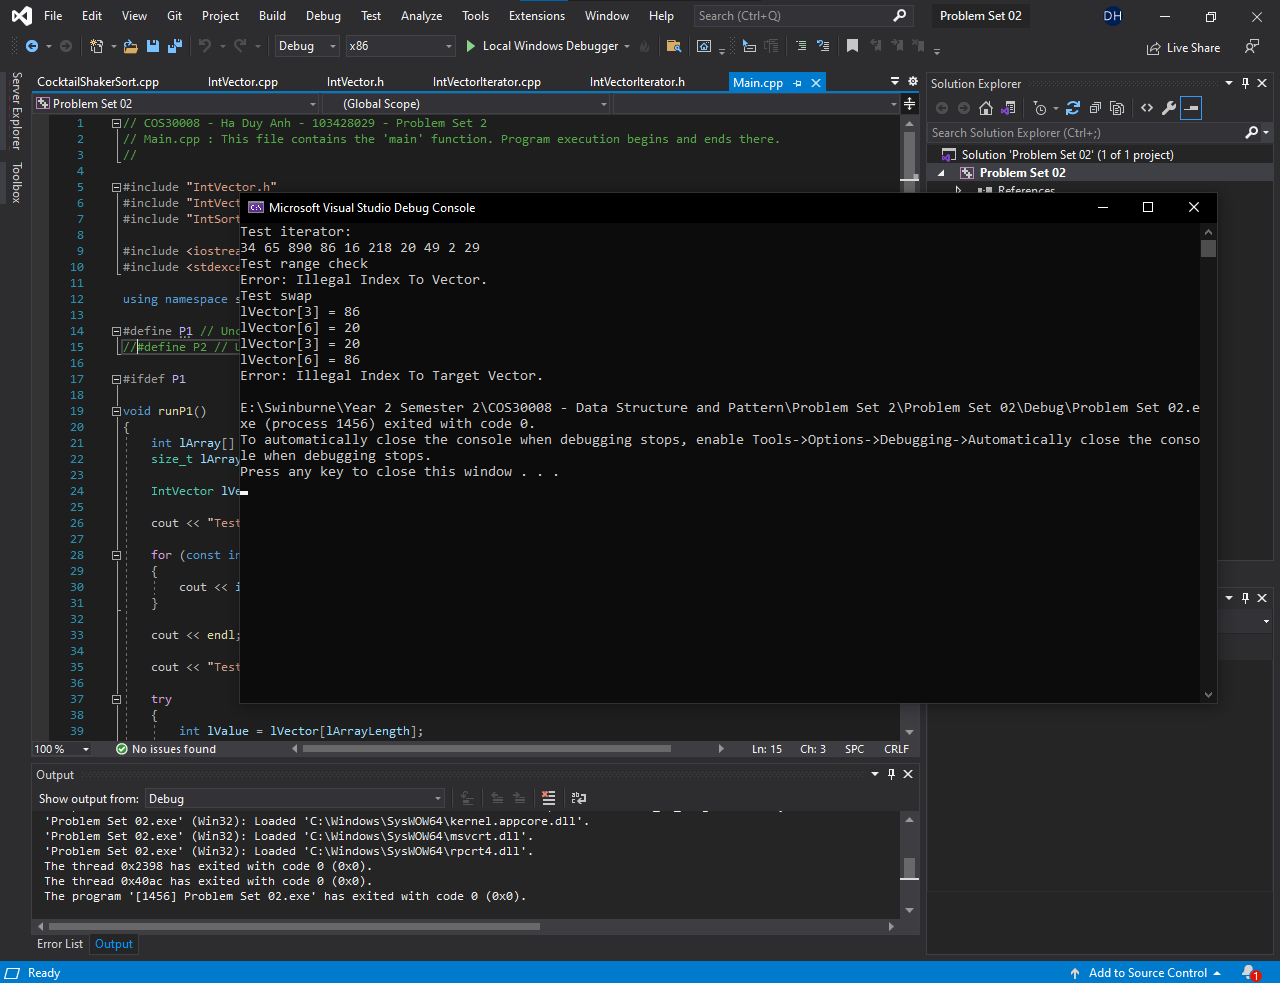 File Edit View Git Project Build Debug Test Analyze Tools Extensions Window Help Search (Ctrl+Q) Problem Set 02 DH
Debug x86 Local Windows Debugger Live Share
Server Explorer
Toolbox
CocktailShakerSort.cpp IntVector.cpp IntVector.h IntVectorIterator.cpp IntVectorIterator.h Main.cpp
Problem Set 02 (Global Scope)
1 // COS30008 - Ha Duy Anh - 103428029 - Problem Set 2
2 // Main.cpp : This file contains the 'main' function. Program execution begins and ends there.
3 //
4
5 #include "IntVector.h"
6 #include "IntVect
7 #include "IntSort
8
9 #include <iostrea
10 #include <stdexce
11
12 using namespace s
13
14 #define P1 // Unc
15 //#define P2 // U
16
17 #ifdef P1
18
19 void runP1()
20 {
21 int lArray[]
22 size_t lArray
23
24 IntVector lVe
25
26 cout << "Test
27
28 for (const in
29 {
30 cout << i
31 }
32
33 cout << endl;
34
35 cout << "Test
36
37 try
38 {
39 int lValue = lVector[lArrayLength];
Microsoft Visual Studio Debug Console
Test iterator:
34 65 890 86 16 218 20 49 2 29
Test range check
Error: Illegal Index To Vector.
Test swap
lVector[3] = 86
lVector[6] = 20
lVector[3] = 20
lVector[6] = 86
Error: Illegal Index To Target Vector.
E:\Swinburne\Year 2 Semester 2\COS30008 - Data Structure and Pattern\Problem Set 2\Problem Set 02\Debug\Problem Set 02.e
xe (process 1456) exited with code 0.
To automatically close the console when debugging stops, enable Tools->Options->Debugging->Automatically close the conso
le when debugging stops.
Press any key to close this window . . .
Solution Explorer
Search Solution Explorer (Ctrl+;)
Solution 'Problem Set 02' (1 of 1 project)
Problem Set 02
References
100 % No issues found Ln: 15 Ch: 3 SPC CRLF
Output
Show output from: Debug
'Problem Set 02.exe' (Win32): Loaded 'C:\Windows\SysWOW64\kernel.appcore.dll'.
'Problem Set 02.exe' (Win32): Loaded 'C:\Windows\SysWOW64\msvcrt.dll'.
'Problem Set 02.exe' (Win32): Loaded 'C:\Windows\SysWOW64\rpcrt4.dll'.
The thread 0x2398 has exited with code 0 (0x0).
The thread 0x40ac has exited with code 0 (0x0).
The program '[1456] Problem Set 02.exe' has exited with code 0 (0x0).
Error List Output
Ready Add to Source Control 1